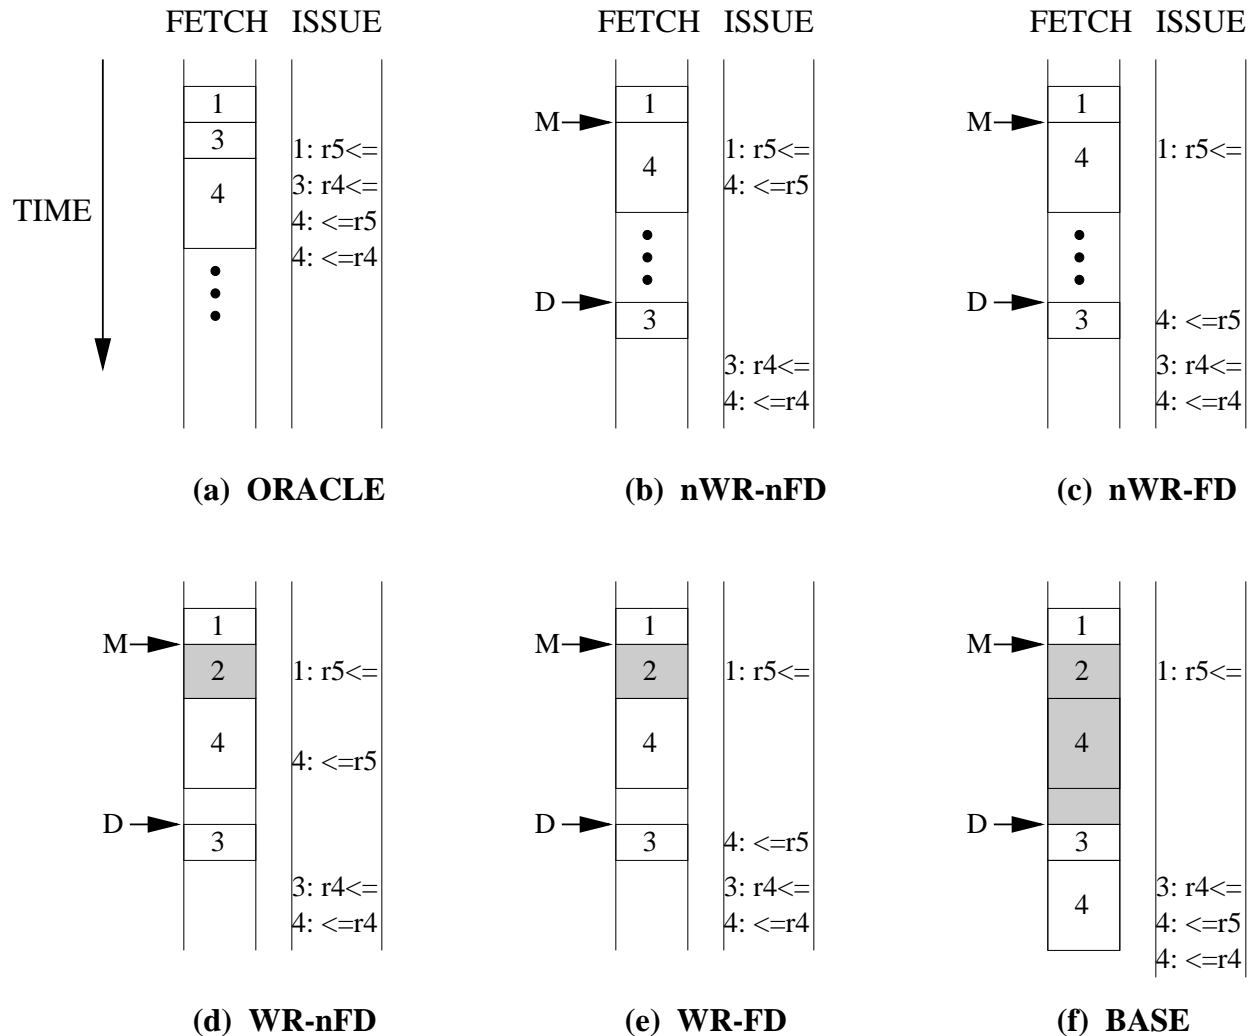 FETCH ISSUE FETCH ISSUE FETCH ISSUE
1 1 1
M M
3
1: r5<= 1: r5<= 1: r5<=
4 4
3: r4<= 4: <=r5
4
TIME
4: <=r5
4: <=r4
D D
3 3
4: <=r5
3: r4<= 3: r4<=
4: <=r4 4: <=r4
(a) ORACLE (b) nWR-nFD (c) nWR-FD
1 1 1
M M M
2 1: r5<= 2 1: r5<= 2 1: r5<=
4 4 4
4: <=r5
D D D
3 3 4: <=r5 3
3: r4<= 3: r4<= 3: r4<=
4
4: <=r4 4: <=r4 4: <=r5
4: <=r4
(d) WR-nFD (e) WR-FD (f) BASE